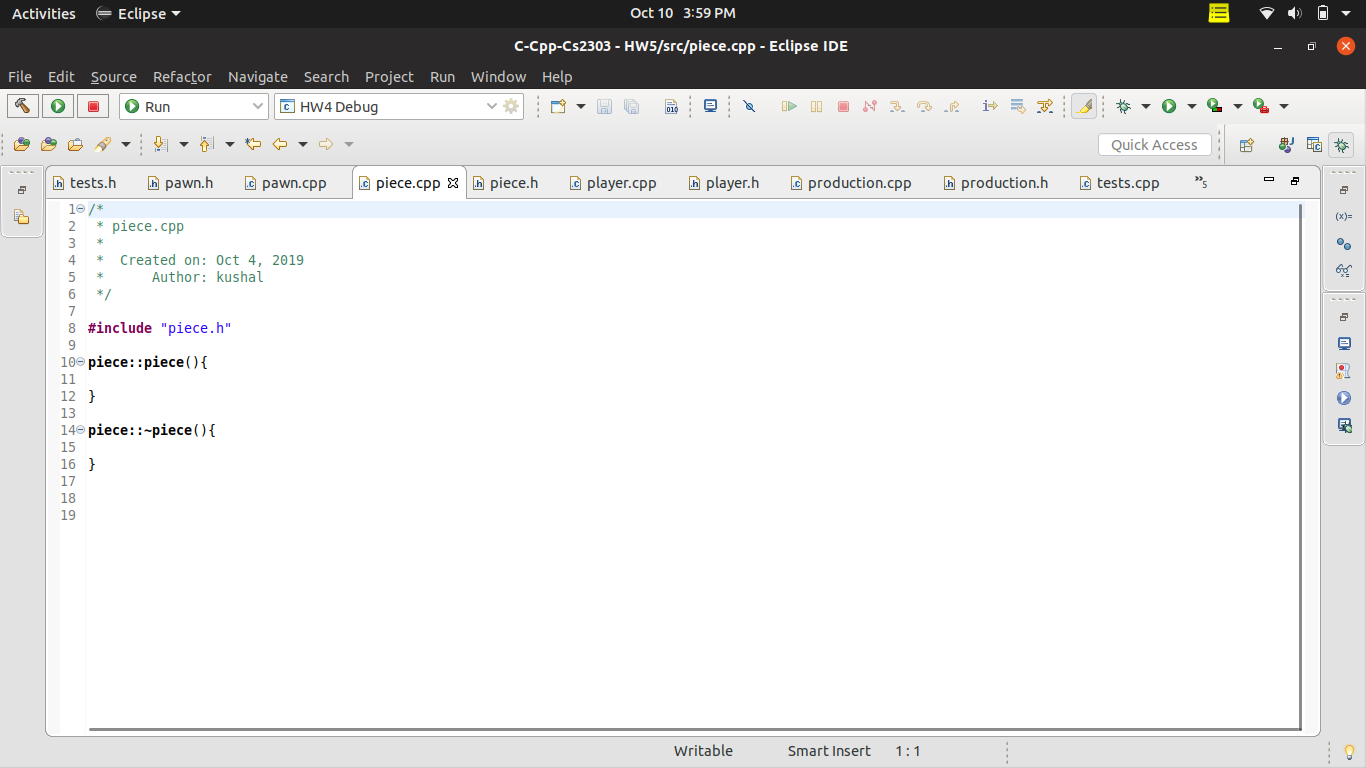 Activities Eclipse Oct 10 3:59 PM
C-Cpp-Cs2303 - HW5/src/piece.cpp - Eclipse IDE
File Edit Source Refactor Navigate Search Project Run Window Help
Run HW4 Debug
010 i
Quick Access
tests.h pawn.h pawn.cpp piece.cpp piece.h player.cpp player.h production.cpp production.h tests.cpp »5
(x)=
1 /*
2 * piece.cpp
3 *
4 * Created on: Oct 4, 2019
5 * Author: kushal
6 */
7
8 #include "piece.h"
9
10 piece::piece(){
11
12 }
13
14 piece::~piece(){
15
16 }
17
18
19
Writable Smart Insert 1 : 1